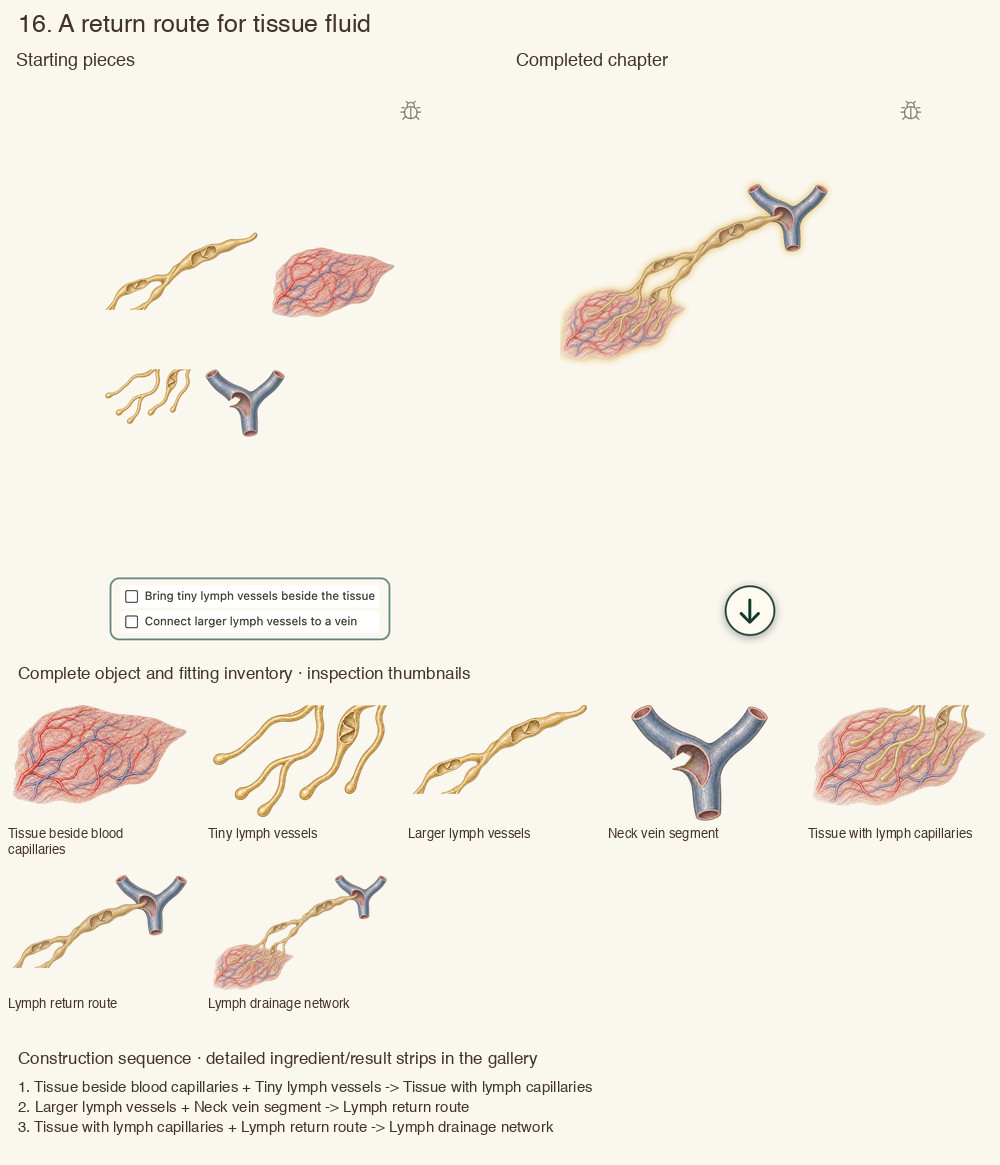 16. A return route for tissue fluid
Starting pieces
Completed chapter
Bring tiny lymph vessels beside the tissue
Connect larger lymph vessels to a vein
Complete object and fitting inventory · inspection thumbnails
Tissue beside blood
capillaries
Tiny lymph vessels
Larger lymph vessels
Neck vein segment
Tissue with lymph capillaries
Lymph return route
Lymph drainage network
Construction sequence · detailed ingredient/result strips in the gallery
1. Tissue beside blood capillaries + Tiny lymph vessels -> Tissue with lymph capillaries
2. Larger lymph vessels + Neck vein segment -> Lymph return route
3. Tissue with lymph capillaries + Lymph return route -> Lymph drainage network